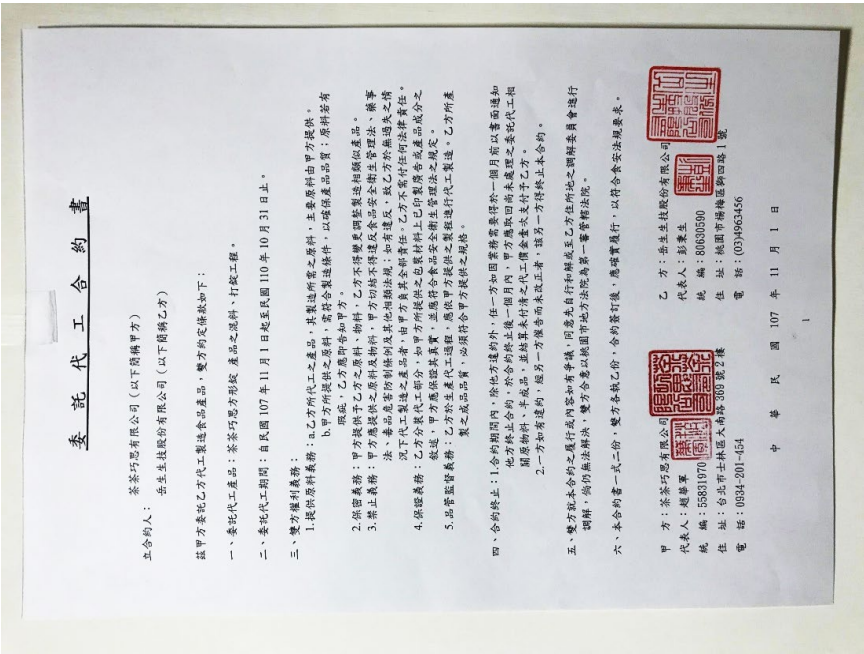 委託代工合約書
立合約人： 茶茶巧思有限公司（以下簡稱甲方）
岳生生技股份有限公司（以下簡稱乙方）
茲甲方委託乙方代工製造食品產品，雙方約定條款如下：
一、委託代工產品：茶茶巧思方形錠 產品之混料、打錠工程。
二、委託代工期間：自民國 107 年 11 月 1 日起至民國 110 年 10 月 31 日止。
三、雙方權利義務：
1.提供原料義務：a.乙方所代工之產品，其製造所需之原料，主要原料由甲方提供。
b.甲方所提供之原料，需符合製造條件，以確保產品品質；原料若有
瑕疵，乙方應即告知甲方。
2.保密義務：甲方提供予乙方之原料、物料，乙方不得變更調整製造相類似產品。
3.禁止義務：甲方應提供之原料及物料，甲方切結不得違反食品安全衛生管理法、藥事
法、毒品危害防制條例及其他相類法規；如有違反，致乙方於無過失之情
況下代工製造之產品者，由甲方負其全部責任。乙方不需付任何法律責任。
4.保證義務：乙方分裝代工部分，如甲方所提供之包裝材料上已印製廣告或產品成分之
敘述，甲方應保證其真實，並應符合食品安全衛生管理法之規定。
5.品管監督義務：乙方於生產代工過程，應依甲方提供之製程進行代工製造。乙方所產
製之成品品質，必須符合甲方提供之規格。
四、合約終止：1.合約期間內，除他方違約外，任一方如因業務需要得於一個月前以書面通知
他方終止合約，於合約終止後一個月內，甲方應取回尚未處理之委託代工相
關原物料、半成品，並結算未付清之代工價金壹次支付予乙方。
2.一方如有違約，經另一方催告而未改正者，該另一方得終止本合約。
五、雙方就本合約之履行或內容如有爭議，同意先自行和解或至乙方住所地之調解委員會進行
調解，倘仍無法解決，雙方合意以桃園市地方法院為第一審管轄法院。
六、本合約書一式二份，雙方各執乙份，合約簽訂後，應確實履行，以符合食安法規要求。
甲 方：茶茶巧思有限公司
代表人：趙華軍
統 編：55831970
住 址：台北市士林區大南路 369 號 2 樓
電 話：0934-201-454
乙 方：岳生生技股份有限公司
代表人：彭秉生
統 編：80630590
住 址：桃園市楊梅區獅四路 1 號
電 話：(03)4963456
中 華 民 國 107 年 11 月 1 日
1